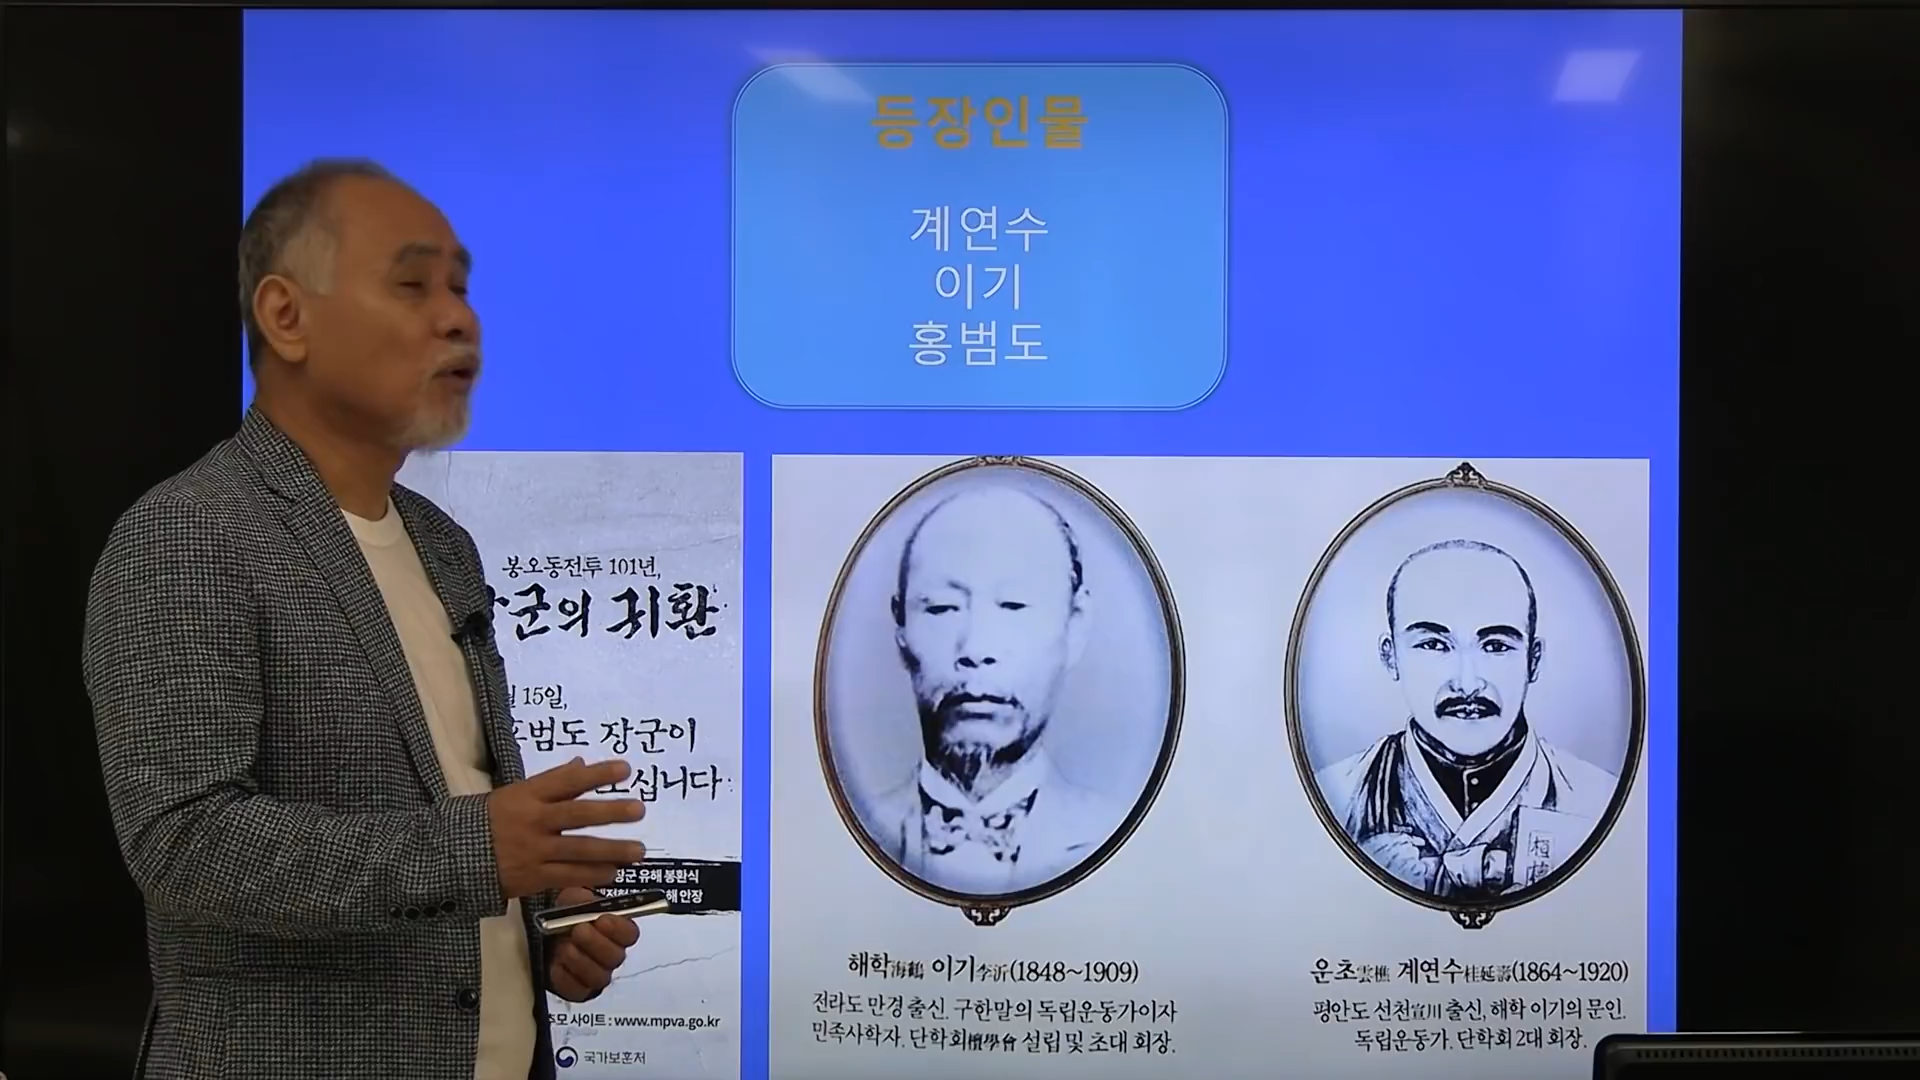 등장인물
계연수
이기
홍범도
봉오동전투 101년,
군의 귀환
15일,
범도 장군이
십니다
장군 유해 봉환식
해 안장
추모 사이트 : www.mpva.go.kr
국가보훈처
해학海鶴 이기李沂(1848~1909)
전라도 만경 출신. 구한말의 독립운동가이자
민족사학자. 단학회檀學會 설립 및 초대 회장.
운초雲樵 계연수桂延壽(1864~1920)
평안도 선천宣川 출신, 해학 이기의 문인.
독립운동가. 단학회 2대 회장.